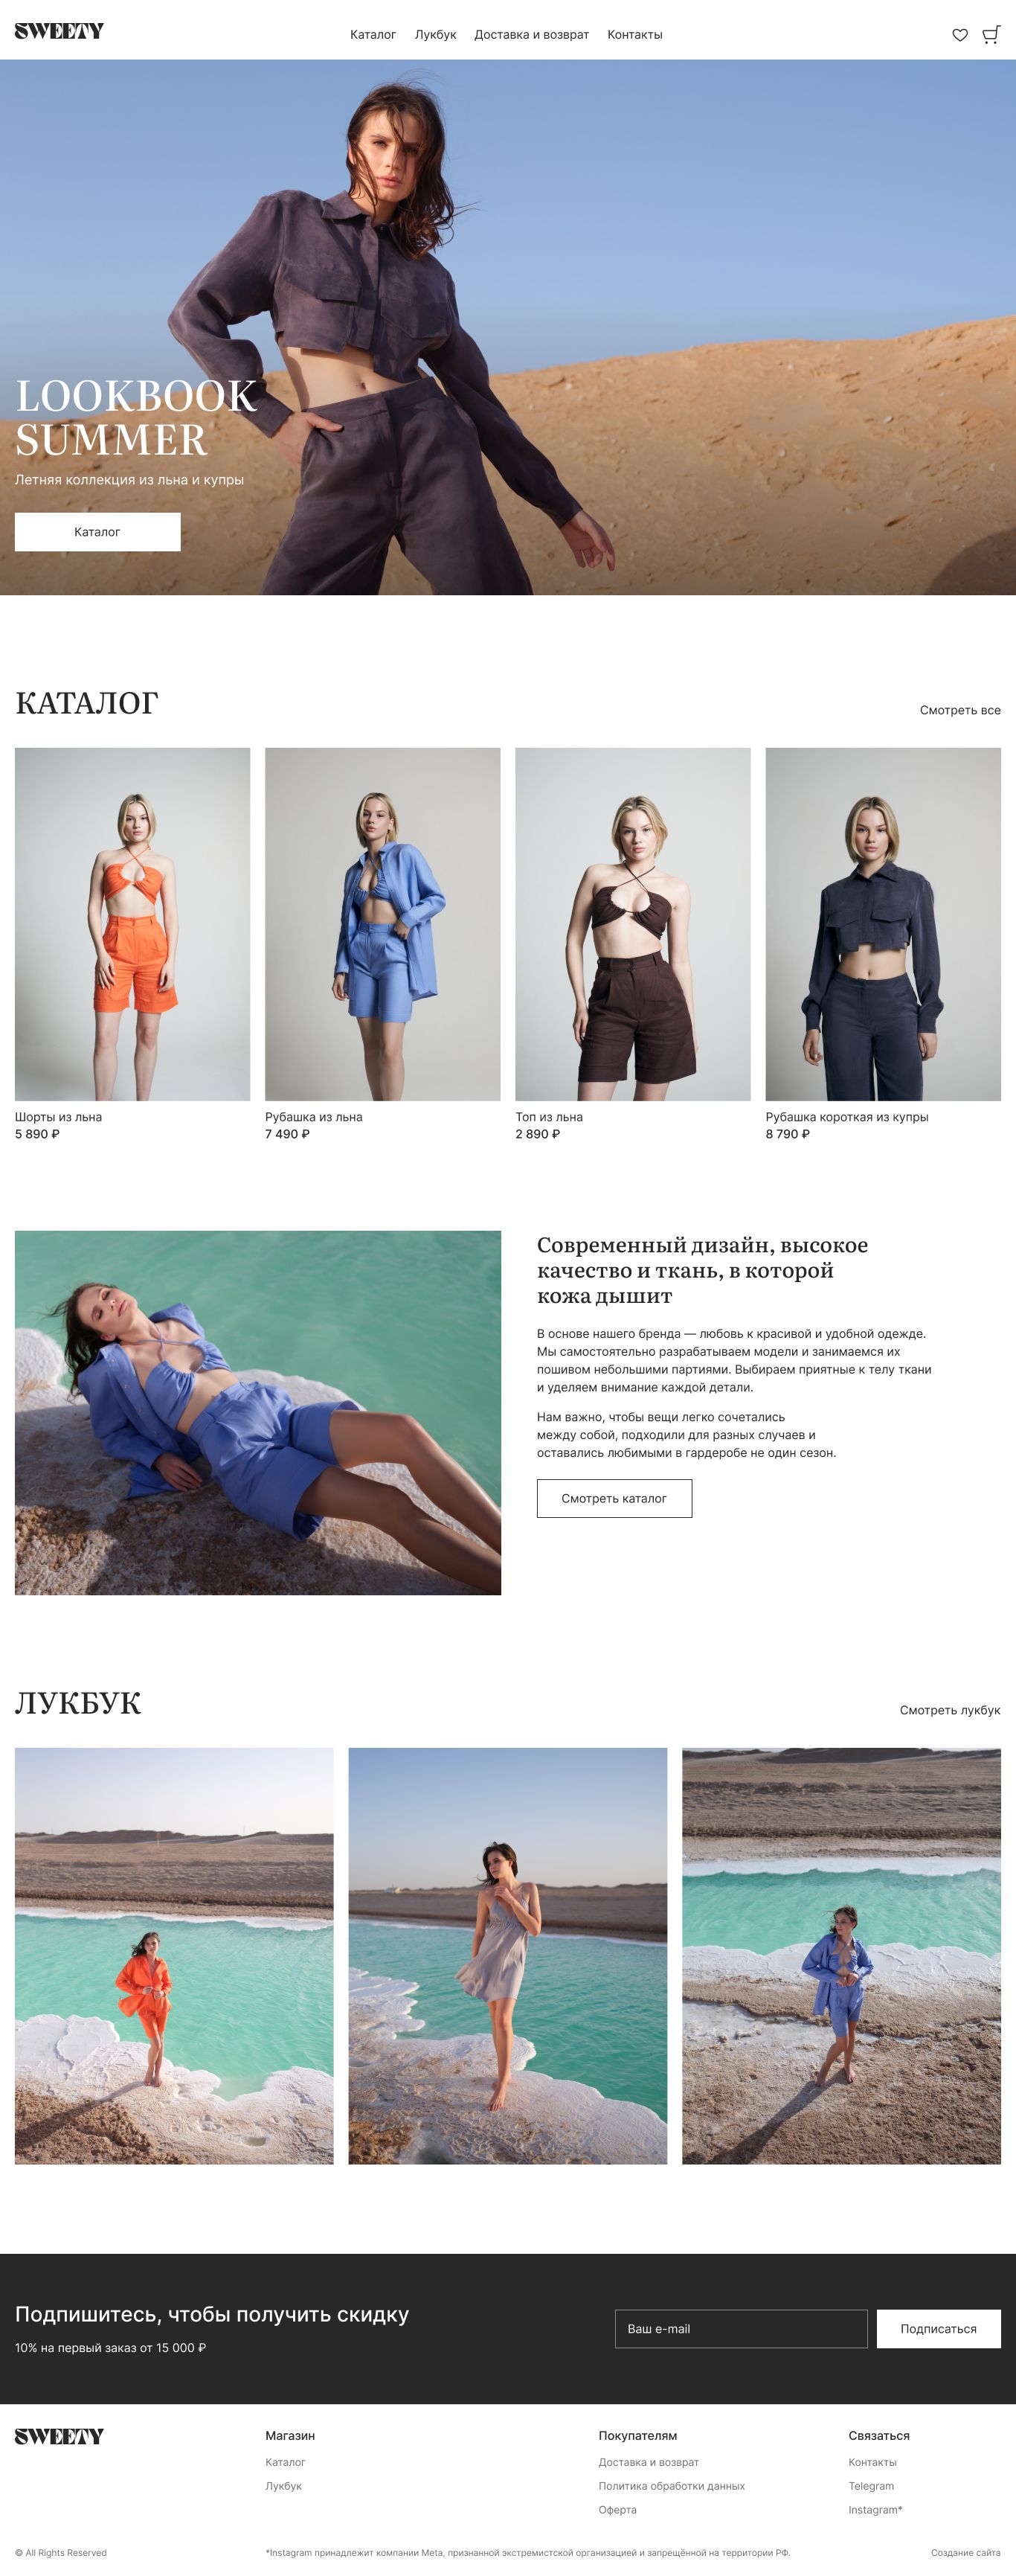 SWEETY
Каталог Лукбук Доставка и возврат Контакты
LOOKBOOK
SUMMER
Летняя коллекция из льна и купры
Каталог
КАТАЛОГ
Смотреть все
Шорты из льна
5 890 ₽
Рубашка из льна
7 490 ₽
Топ из льна
2 890 ₽
Рубашка короткая из купры
8 790 ₽
Современный дизайн, высокое
качество и ткань, в которой
кожа дышит
В основе нашего бренда — любовь к красивой и удобной одежде.
Мы самостоятельно разрабатываем модели и занимаемся их
пошивом небольшими партиями. Выбираем приятные к телу ткани
и уделяем внимание каждой детали.
Нам важно, чтобы вещи легко сочетались
между собой, подходили для разных случаев и
оставались любимыми в гардеробе не один сезон.
Смотреть каталог
ЛУКБУК
Смотреть лукбук
Подпишитесь, чтобы получить скидку
10% на первый заказ от 15 000 ₽
Ваш e-mail
Подписаться
SWEETY
Магазин
Каталог
Лукбук
Покупателям
Доставка и возврат
Политика обработки данных
Оферта
Связаться
Контакты
Telegram
Instagram*
© All Rights Reserved
*Instagram принадлежит компании Meta, признанной экстремистской организацией и запрещённой на территории РФ.
Создание сайта